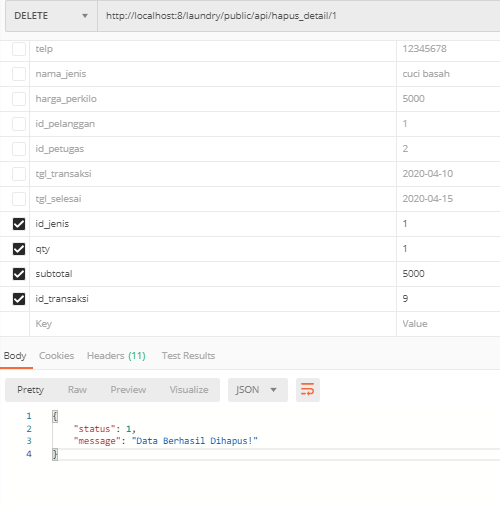 DELETE http://localhost:8/laundry/public/api/hapus_detail/1
telp 12345678
nama_jenis cuci basah
harga_perkilo 5000
id_pelanggan 1
id_petugas 2
tgl_transaksi 2020-04-10
tgl_selesai 2020-04-15
id_jenis 1
qty 1
subtotal 5000
id_transaksi 9
Key Value
Body Cookies Headers (11) Test Results
Pretty Raw Preview Visualize JSON
1 {
2 "status": 1,
3 "message": "Data Berhasil Dihapus!"
4 }